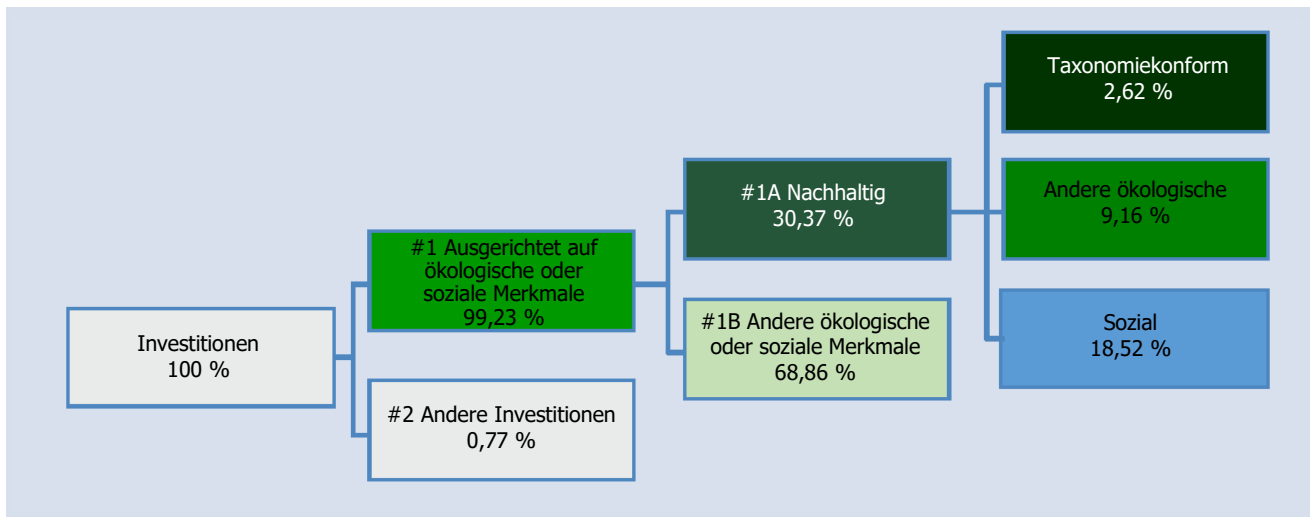 Investitionen
100 %
#1 Ausgerichtet auf
ökologische oder
soziale Merkmale
99,23 %
#2 Andere Investitionen
0,77 %
#1A Nachhaltig
30,37 %
#1B Andere ökologische
oder soziale Merkmale
68,86 %
Taxonomiekonform
2,62 %
Andere ökologische
9,16 %
Sozial
18,52 %